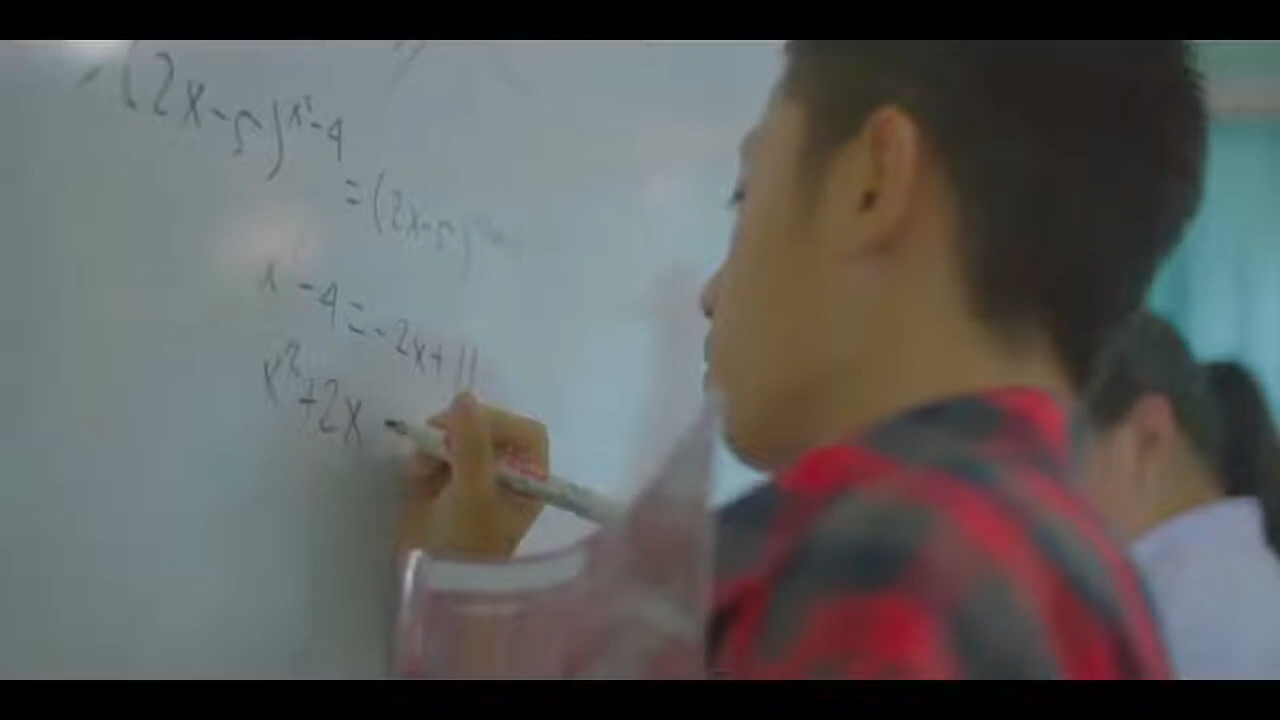 (2x-5)^x²-4
=(2x-5)
x²-4=-2x+11
x²+2x -